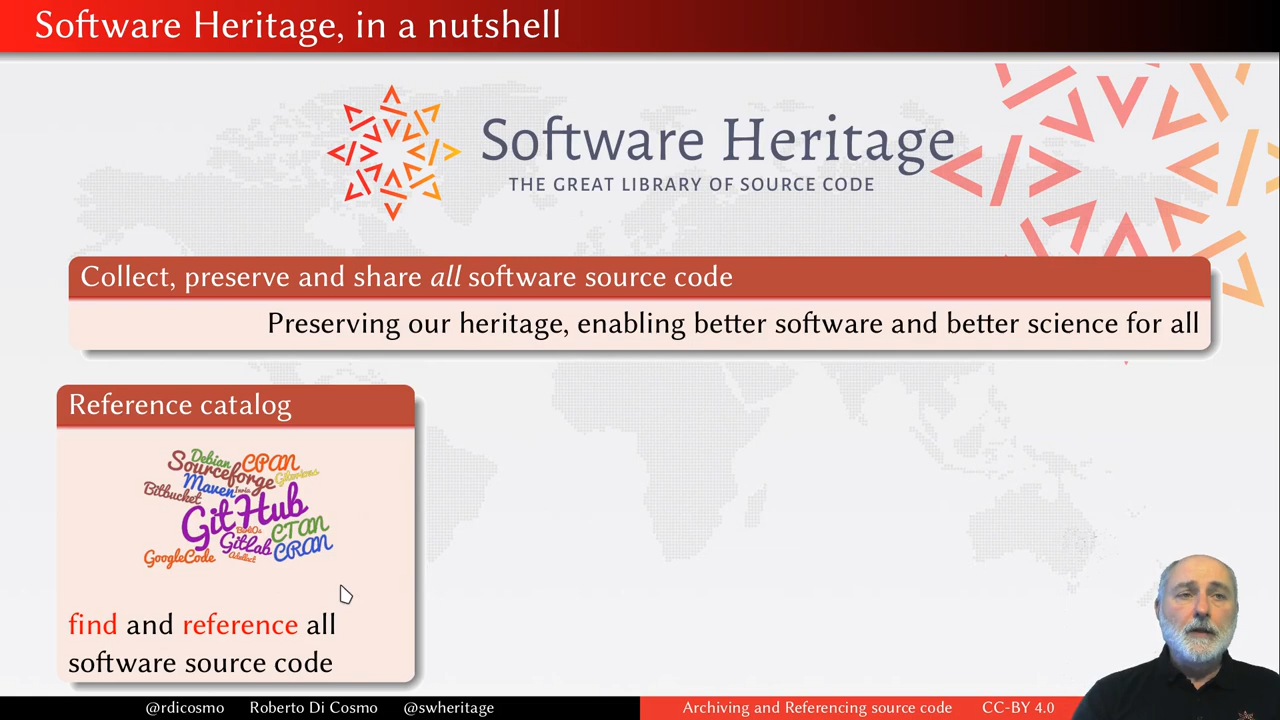 Software Heritage, in a nutshell
Software Heritage
THE GREAT LIBRARY OF SOURCE CODE
Collect, preserve and share all software source code
Preserving our heritage, enabling better software and better science for all
Reference catalog
Debian
CPAN
Sourceforge
Gitorious
Maven
Inria
Bitbucket
GitHub
CTAN
GitLab
CRAN
GoogleCode
find and reference all
software source code
@rdicosmo Roberto Di Cosmo @swheritage
Archiving and Referencing source code CC-BY 4.0